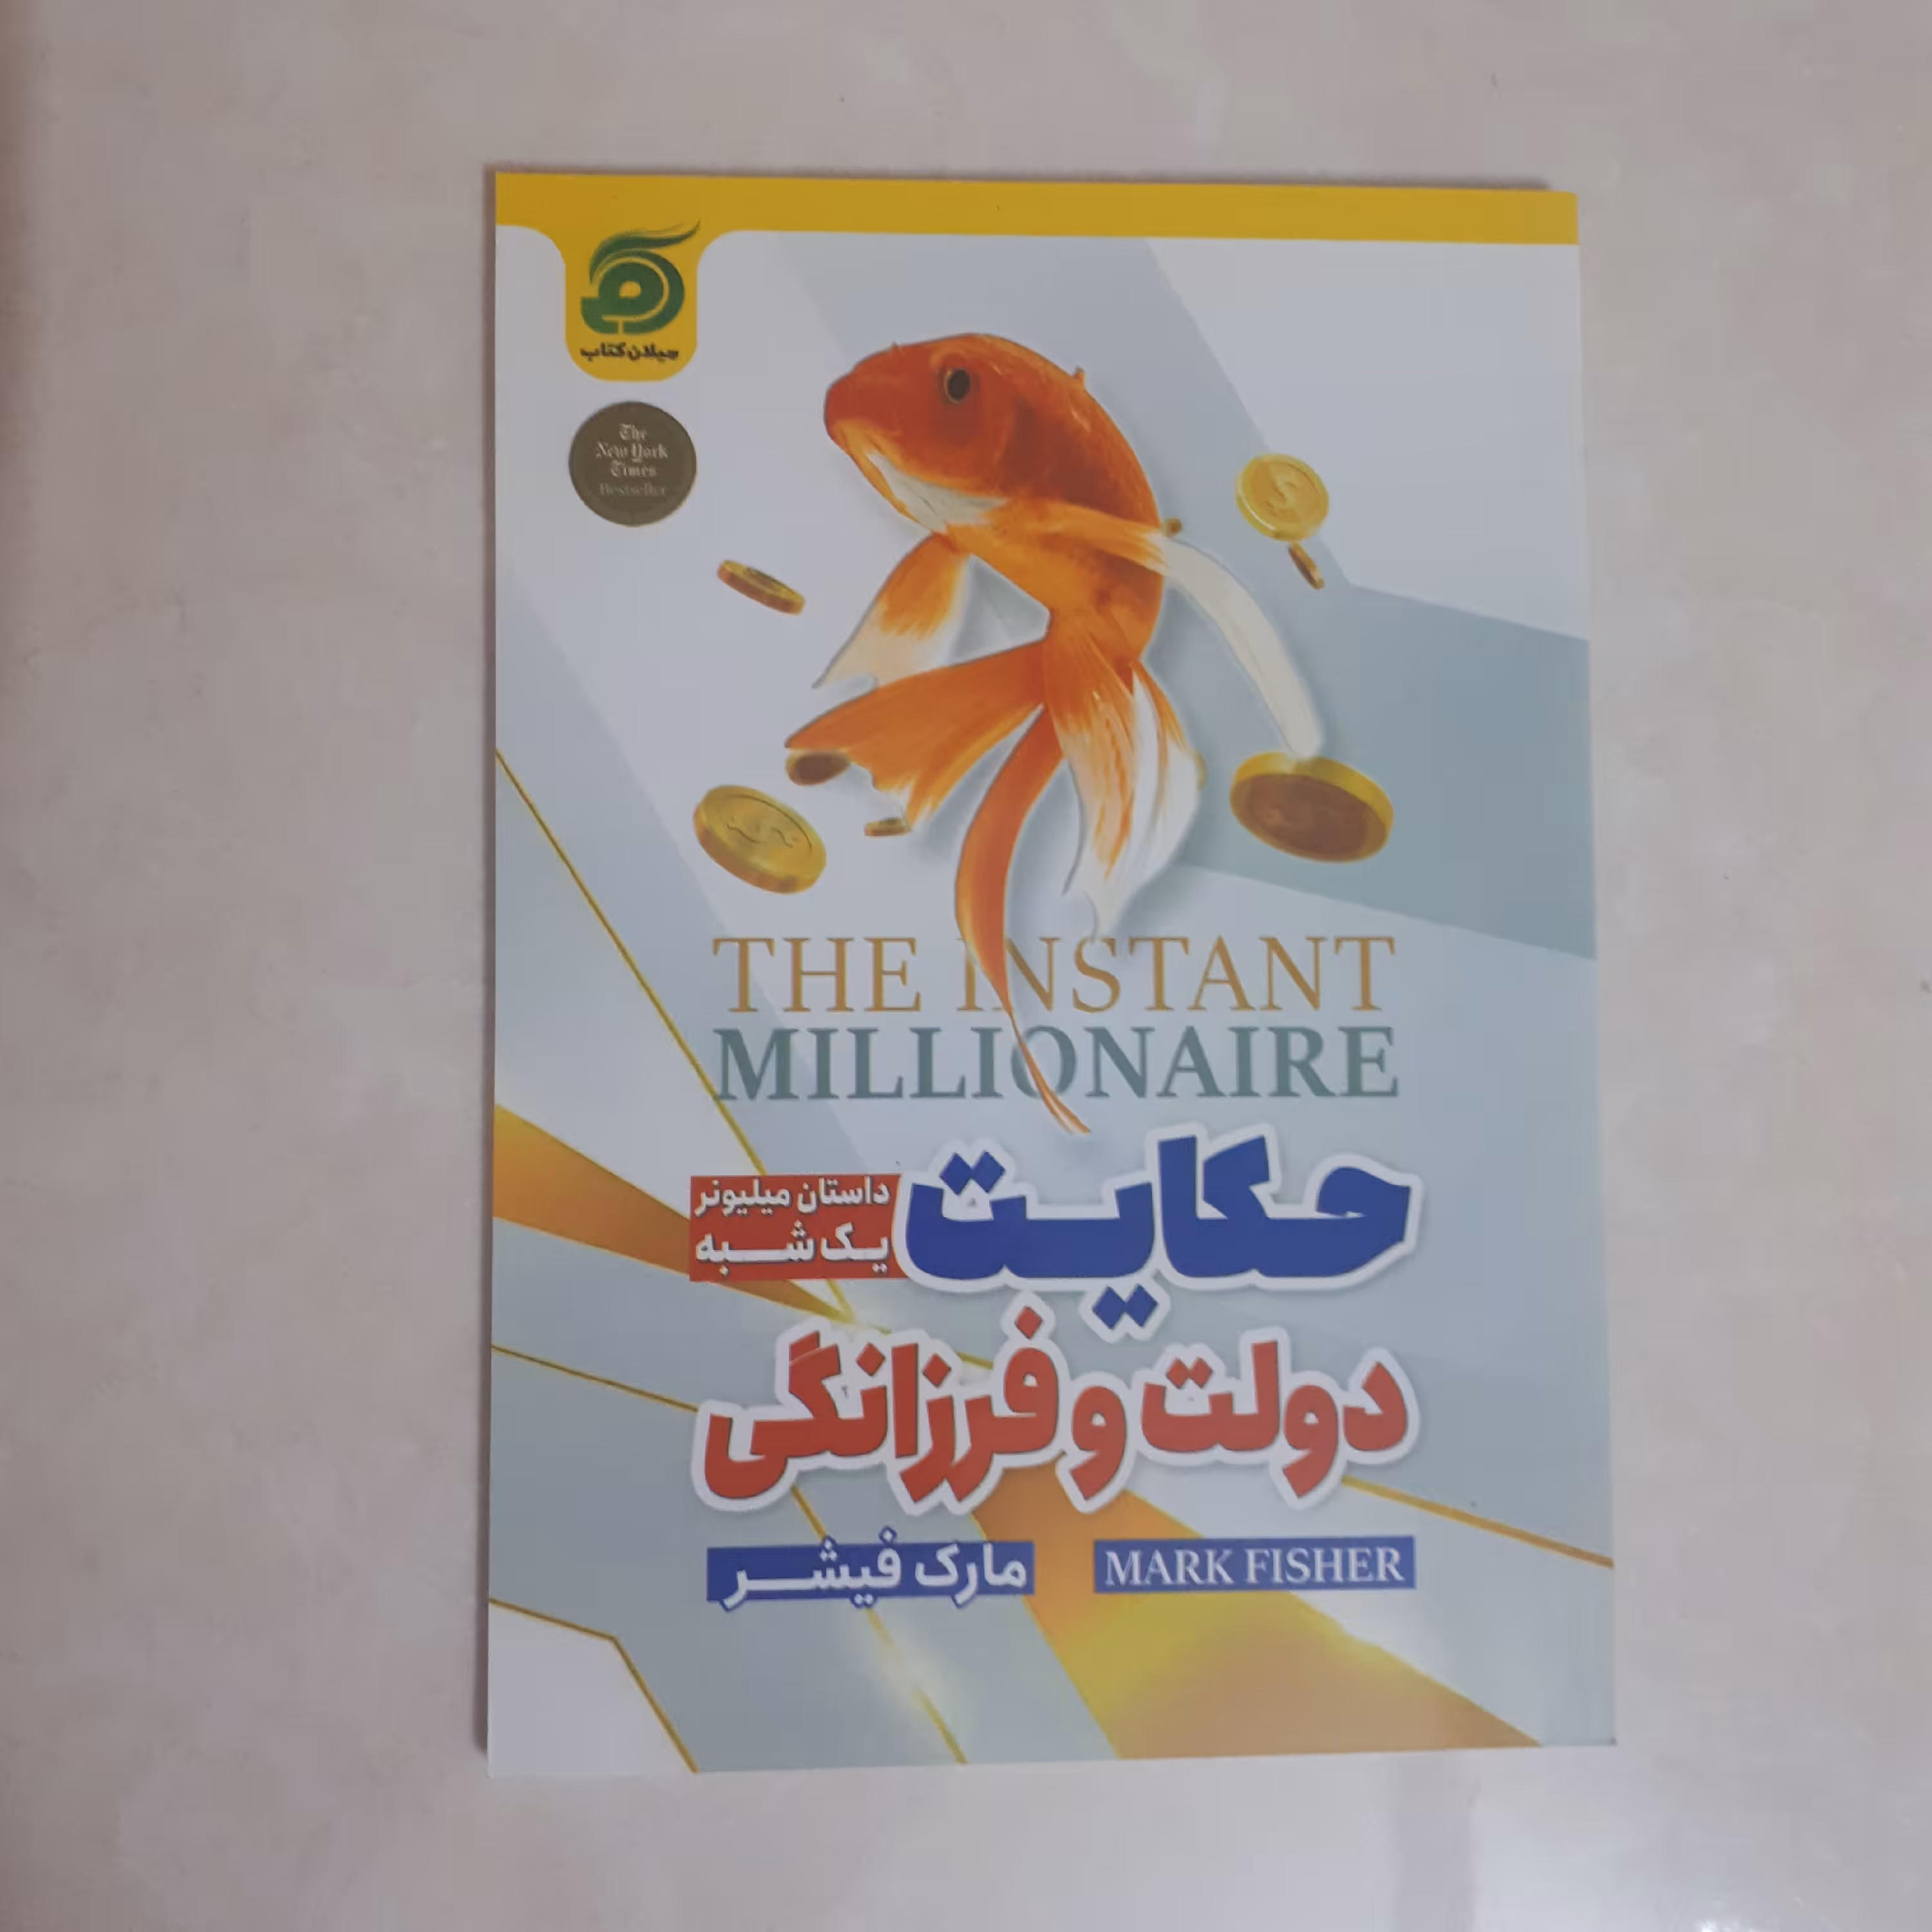 میلان کتاب
The
New York
Times
Bestseller
THE INSTANT
MILLIONAIRE
حکایت
داستان میلیونر
یک شبه
دولت و فرزانگی
MARK FISHER
مارک فیشر